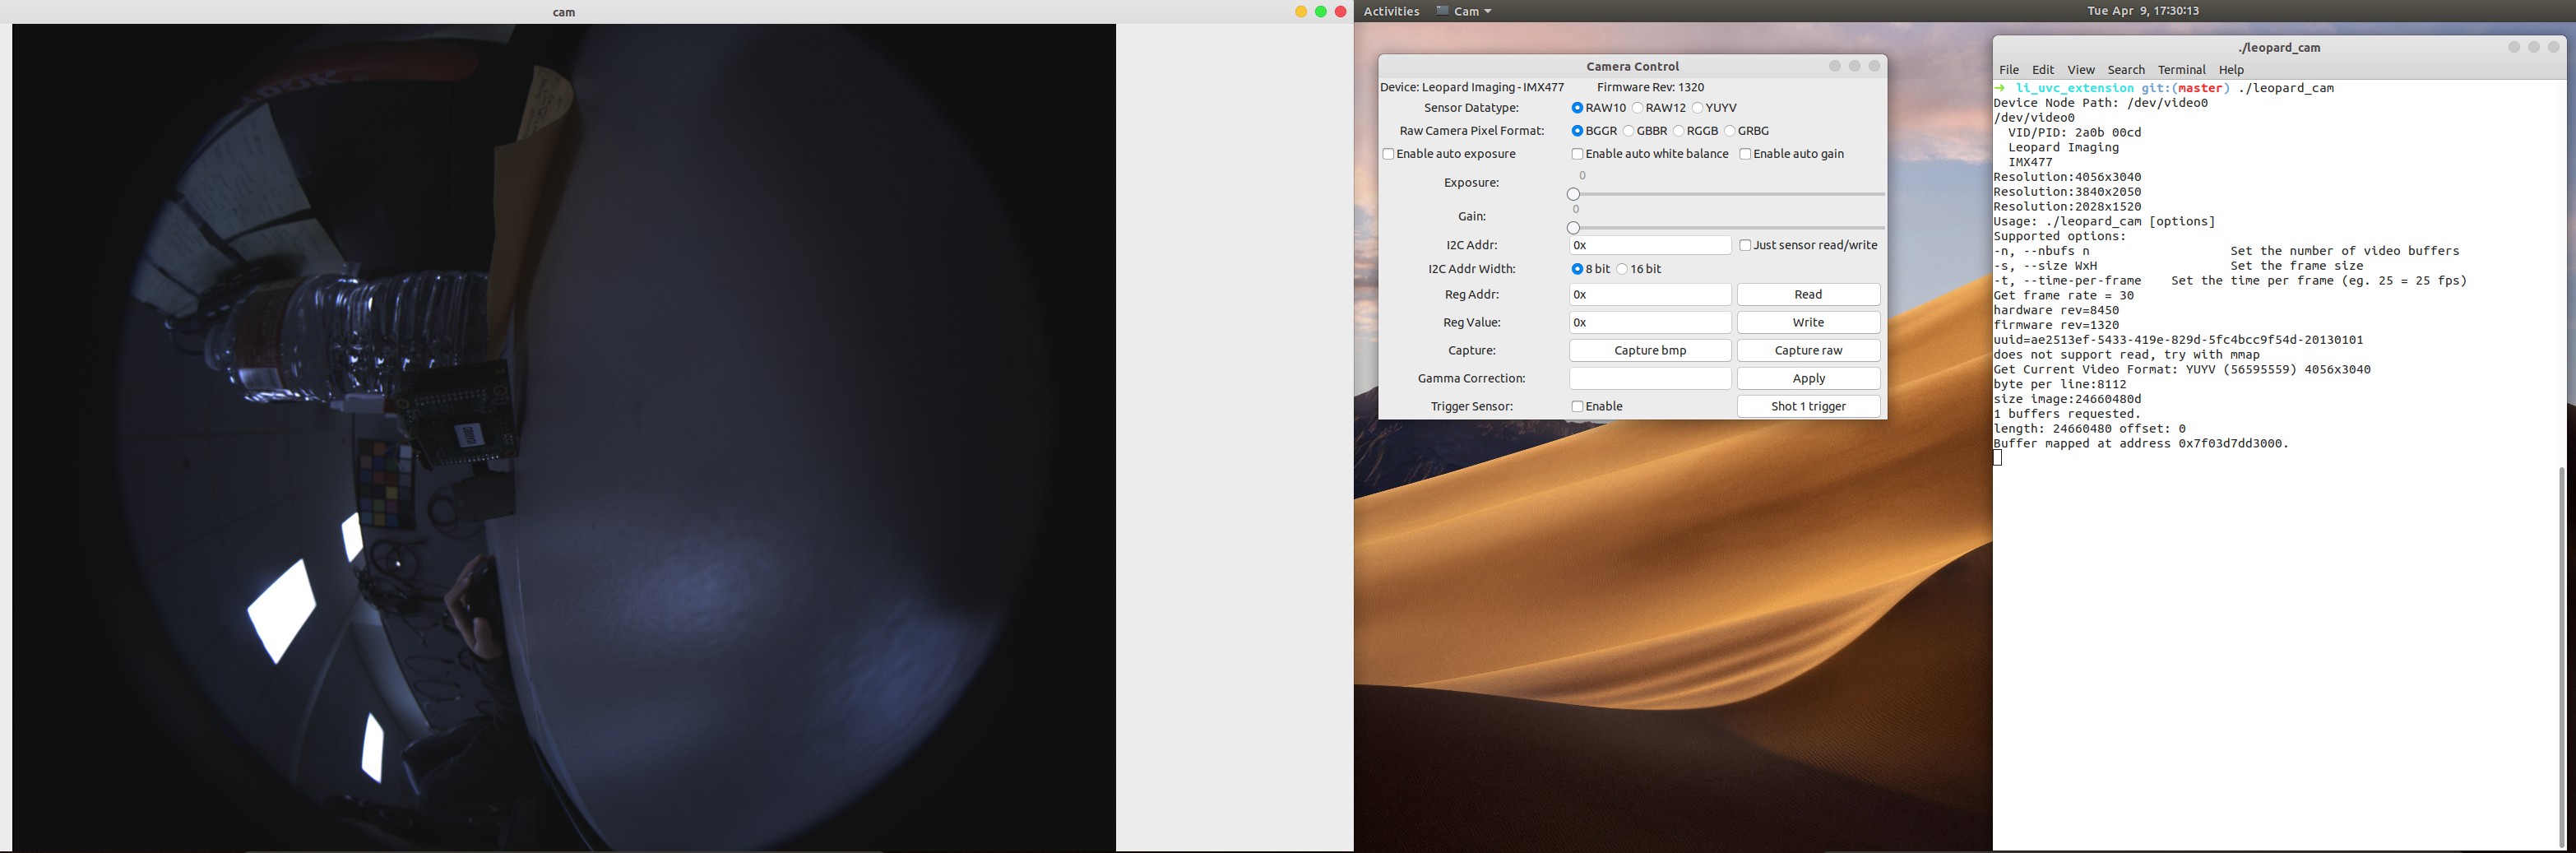 cam
Activities Cam Tue Apr 9, 17:30:13
Camera Control
Device: Leopard Imaging - IMX477 Firmware Rev: 1320
Sensor Datatype: RAW10 RAW12 YUYV
Raw Camera Pixel Format: BGGR GBBR RGGB GRBG
Enable auto exposure Enable auto white balance Enable auto gain
0
Exposure:
0
Gain:
I2C Addr: 0x Just sensor read/write
I2C Addr Width: 8 bit 16 bit
Reg Addr: 0x Read
Reg Value: 0x Write
Capture: Capture bmp Capture raw
Gamma Correction: Apply
Trigger Sensor: Enable Shot 1 trigger
./leopard_cam
File Edit View Search Terminal Help
➜ li_uvc_extension git:(master) ./leopard_cam
Device Node Path: /dev/video0
/dev/video0
VID/PID: 2a0b 00cd
Leopard Imaging
IMX477
Resolution:4056x3040
Resolution:3840x2050
Resolution:2028x1520
Usage: ./leopard_cam [options]
Supported options:
-n, --nbufs n Set the number of video buffers
-s, --size WxH Set the frame size
-t, --time-per-frame Set the time per frame (eg. 25 = 25 fps)
Get frame rate = 30
hardware rev=8450
firmware rev=1320
uuid=ae2513ef-5433-419e-829d-5fc4bcc9f54d-20130101
does not support read, try with mmap
Get Current Video Format: YUYV (56595559) 4056x3040
byte per line:8112
size image:24660480d
1 buffers requested.
length: 24660480 offset: 0
Buffer mapped at address 0x7f03d7dd3000.